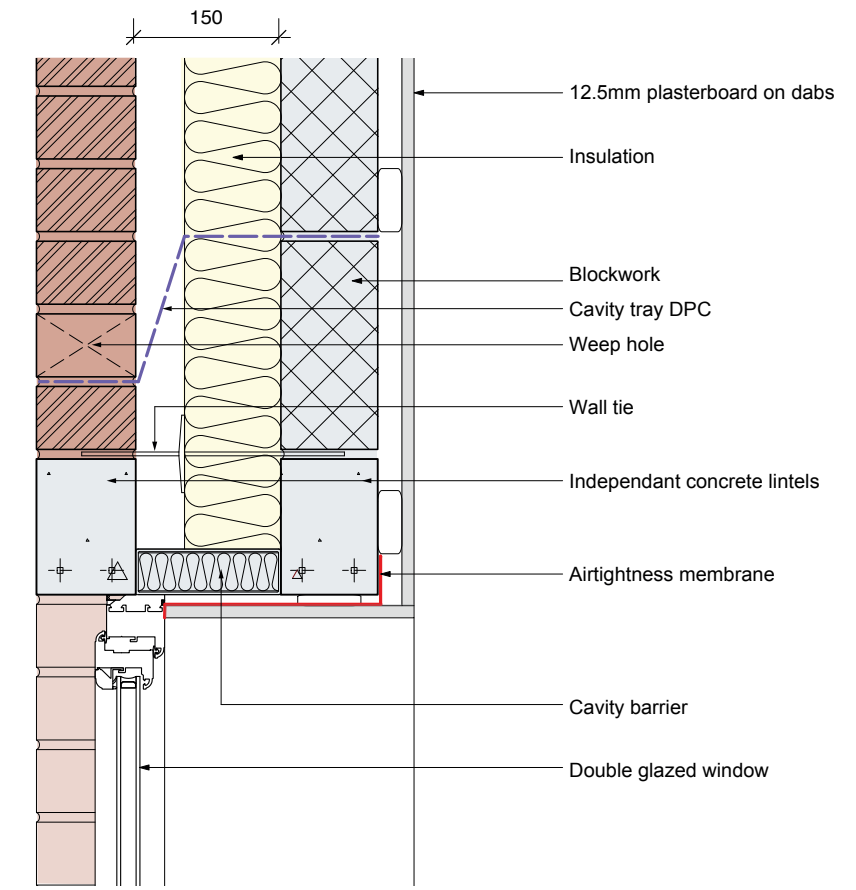 150
12.5mm plasterboard on dabs
Insulation
Blockwork
Cavity tray DPC
Weep hole
Wall tie
Independant concrete lintels
Airtightness membrane
Cavity barrier
Double glazed window